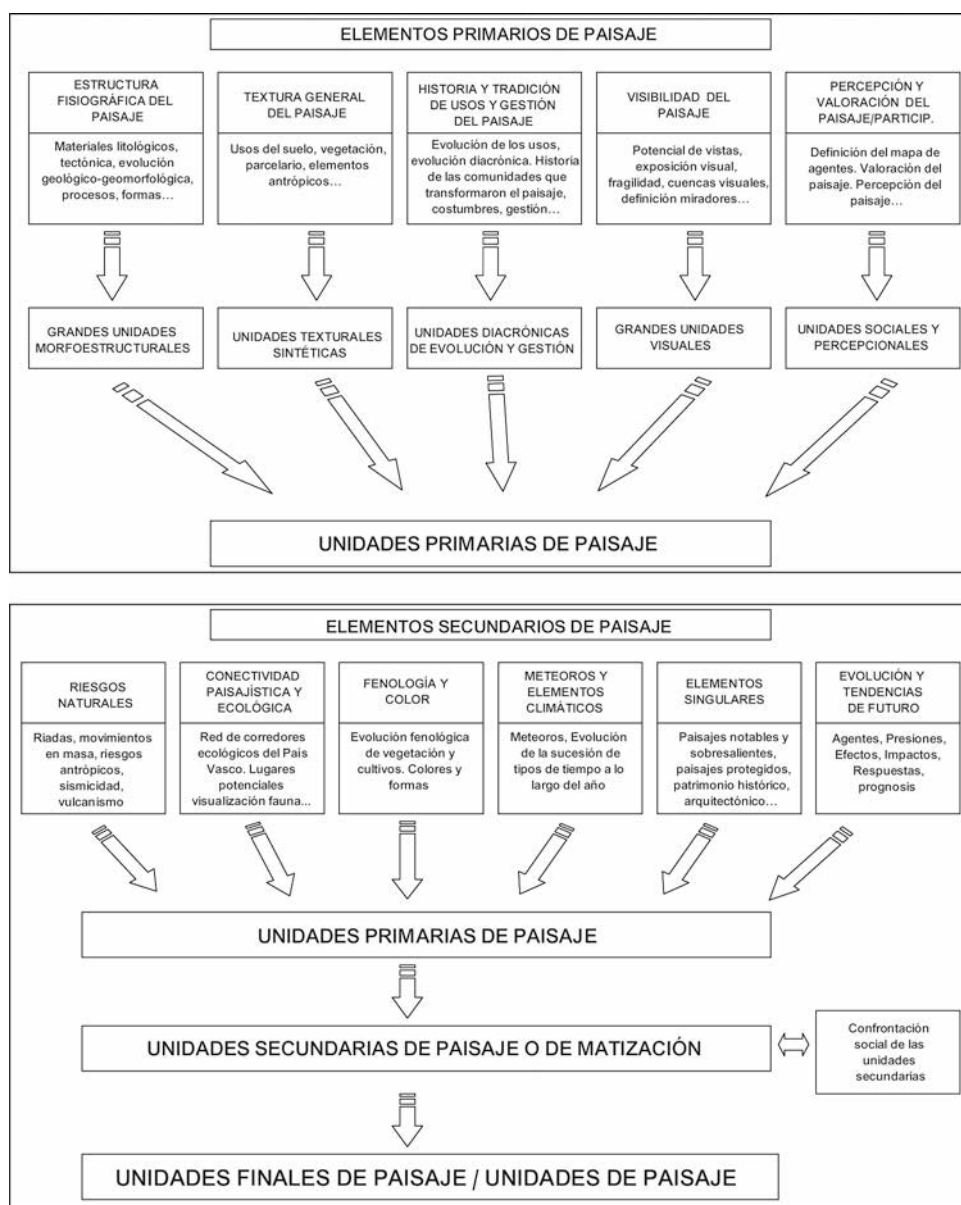 ELEMENTOS PRIMARIOS DE PAISAJE
ESTRUCTURA
FISIOGRÁFICA DEL
PAISAJE
Materiales litológicos,
tectónica, evolución
geológico-geomorfológica,
procesos, formas…
TEXTURA GENERAL
DEL PAISAJE
Usos del suelo, vegetación,
parcelario, elementos
antrópicos…
HISTORIA Y TRADICIÓN
DE USOS Y GESTIÓN
DEL PAISAJE
Evolución de los usos,
evolución diacrónica. Historia
de las comunidades que
transformaron el paisaje,
costumbres, gestión…
VISIBILIDAD DEL
PAISAJE
Potencial de vistas,
exposición visual,
fragilidad, cuencas visuales,
definición miradores…
PERCEPCIÓN Y
VALORACIÓN DEL
PAISAJE/PARTICIP.
Definición del mapa de
agentes. Valoración del
paisaje. Percepción del
paisaje…
GRANDES UNIDADES
MORFOESTRUCTURALES
UNIDADES TEXTURALES
SINTÉTICAS
UNIDADES DIACRÓNICAS
DE EVOLUCIÓN Y GESTIÓN
GRANDES UNIDADES
VISUALES
UNIDADES SOCIALES Y
PERCEPCIONALES
UNIDADES PRIMARIAS DE PAISAJE
ELEMENTOS SECUNDARIOS DE PAISAJE
RIESGOS
NATURALES
Riadas, movimientos
en masa, riesgos
antrópicos,
sismicidad,
vulcanismo
CONECTIVIDAD
PAISAJÍSTICA Y
ECOLÓGICA
Red de corredores
ecológicos del País
Vasco. Lugares
potenciales
visualización fauna...
FENOLOGÍA Y
COLOR
Evolución fenológica
de vegetación y
cultivos. Colores y
formas
METEOROS Y
ELEMENTOS
CLIMÁTICOS
Meteoros, Evolución
de la sucesión de
tipos de tiempo a lo
largo del año
ELEMENTOS
SINGULARES
Paisajes notables y
sobresalientes,
paisajes protegidos,
patrimonio histórico,
arquitectónico…
EVOLUCIÓN Y
TENDENCIAS
DE FUTURO
Agentes, Presiones,
Efectos, Impactos,
Respuestas,
prognosis
UNIDADES PRIMARIAS DE PAISAJE
UNIDADES SECUNDARIAS DE PAISAJE O DE MATIZACIÓN
Confrontación
social de las
unidades
secundarias
UNIDADES FINALES DE PAISAJE / UNIDADES DE PAISAJE